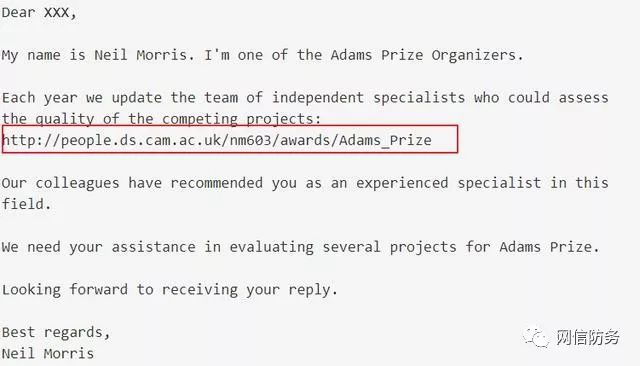 Dear XXX,
My name is Neil Morris. I'm one of the Adams Prize Organizers.
Each year we update the team of independent specialists who could assess
the quality of the competing projects:
http://people.ds.cam.ac.uk/nm603/awards/Adams_Prize
Our colleagues have recommended you as an experienced specialist in this
field.
We need your assistance in evaluating several projects for Adams Prize.
Looking forward to receiving your reply.
Best regards,
Neil Morris
网信防务